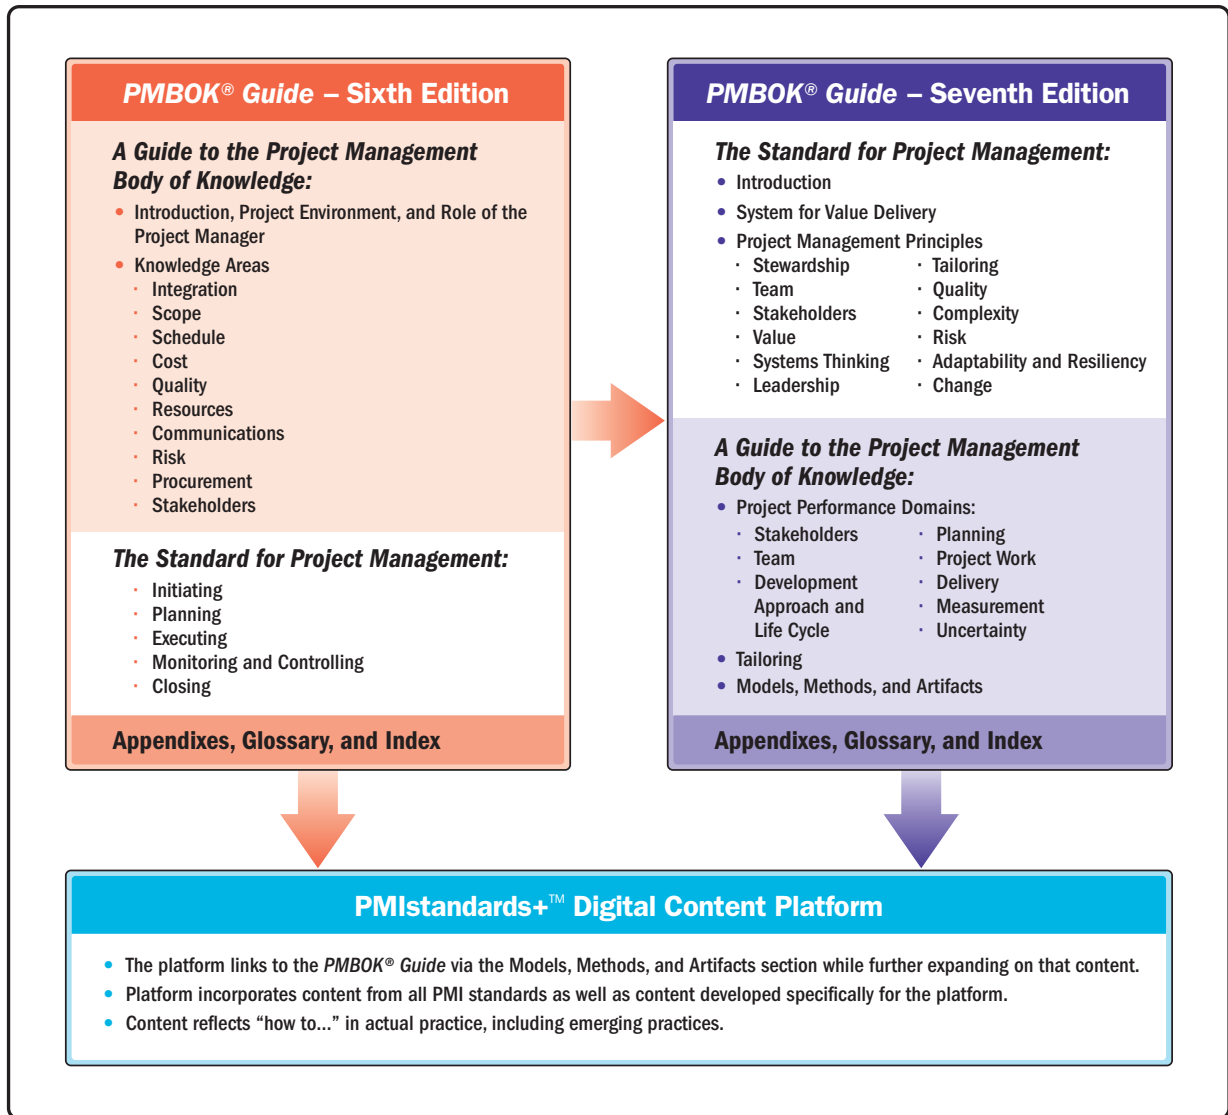 PMBOK® Guide – Sixth Edition
A Guide to the Project Management
Body of Knowledge:
• Introduction, Project Environment, and Role of the
Project Manager
• Knowledge Areas
· Integration
· Scope
· Schedule
· Cost
· Quality
· Resources
· Communications
· Risk
· Procurement
· Stakeholders
The Standard for Project Management:
· Initiating
· Planning
· Executing
· Monitoring and Controlling
· Closing
Appendixes, Glossary, and Index
PMBOK® Guide – Seventh Edition
The Standard for Project Management:
• Introduction
• System for Value Delivery
• Project Management Principles
· Stewardship
· Team
· Stakeholders
· Value
· Systems Thinking
· Leadership
· Tailoring
· Quality
· Complexity
· Risk
· Adaptability and Resiliency
· Change
A Guide to the Project Management
Body of Knowledge:
• Project Performance Domains:
· Stakeholders
· Team
· Development
Approach and
Life Cycle
· Planning
· Project Work
· Delivery
· Measurement
· Uncertainty
• Tailoring
• Models, Methods, and Artifacts
Appendixes, Glossary, and Index
PMIstandards+™ Digital Content Platform
• The platform links to the PMBOK® Guide via the Models, Methods, and Artifacts section while further expanding on that content.
• Platform incorporates content from all PMI standards as well as content developed specifically for the platform.
• Content reflects “how to...” in actual practice, including emerging practices.